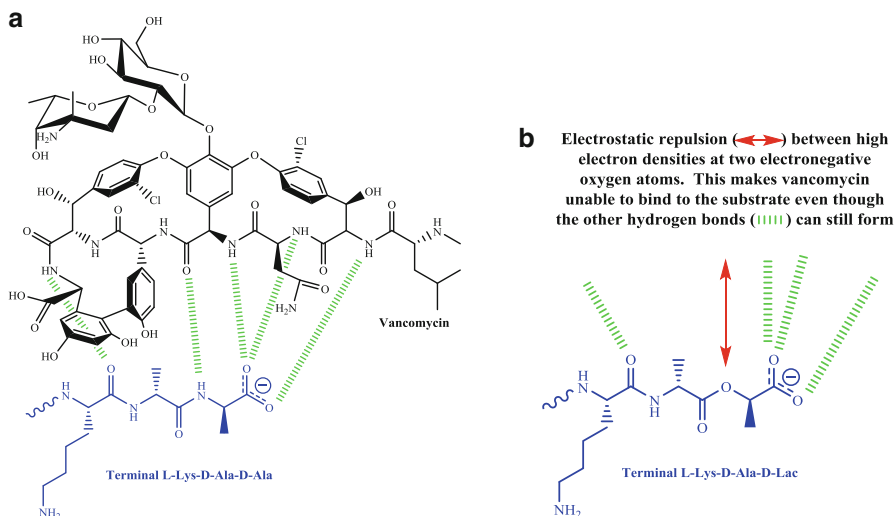 a
OH
HO
HO
O
O
O
H₂N
OH
O
O
O
Cl
HO
Cl
OH
O
H
N
O
H
N
O
N
H
O
N
H
O
NH
O
N
H
O
H
N
HN
HO
O
O
H₂N
HO
OH
OH
Vancomycin
H
N
O
N
H
O
H
N
O
O
−
NH₂
Terminal L-Lys-D-Ala-D-Ala
b
Electrostatic repulsion ( ) between high
electron densities at two electronegative
oxygen atoms. This makes vancomycin
unable to bind to the substrate even though
the other hydrogen bonds ( ) can still form
H
N
O
N
H
O
O
O
O
−
NH₂
Terminal L-Lys-D-Ala-D-Lac